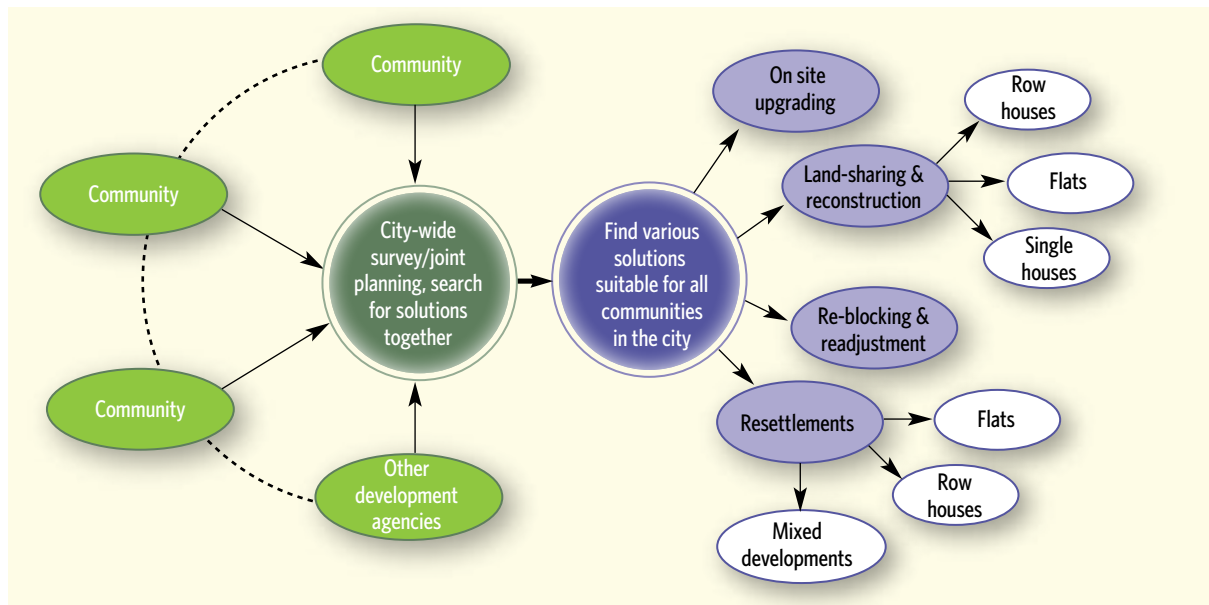 Community
Community
Community
Other
development
agencies
City-wide
survey/joint
planning, search
for solutions
together
Find various
solutions
suitable for all
communities
in the city
On site
upgrading
Land-sharing &
reconstruction
Row
houses
Flats
Single
houses
Re-blocking &
readjustment
Resettlements
Flats
Row
houses
Mixed
developments